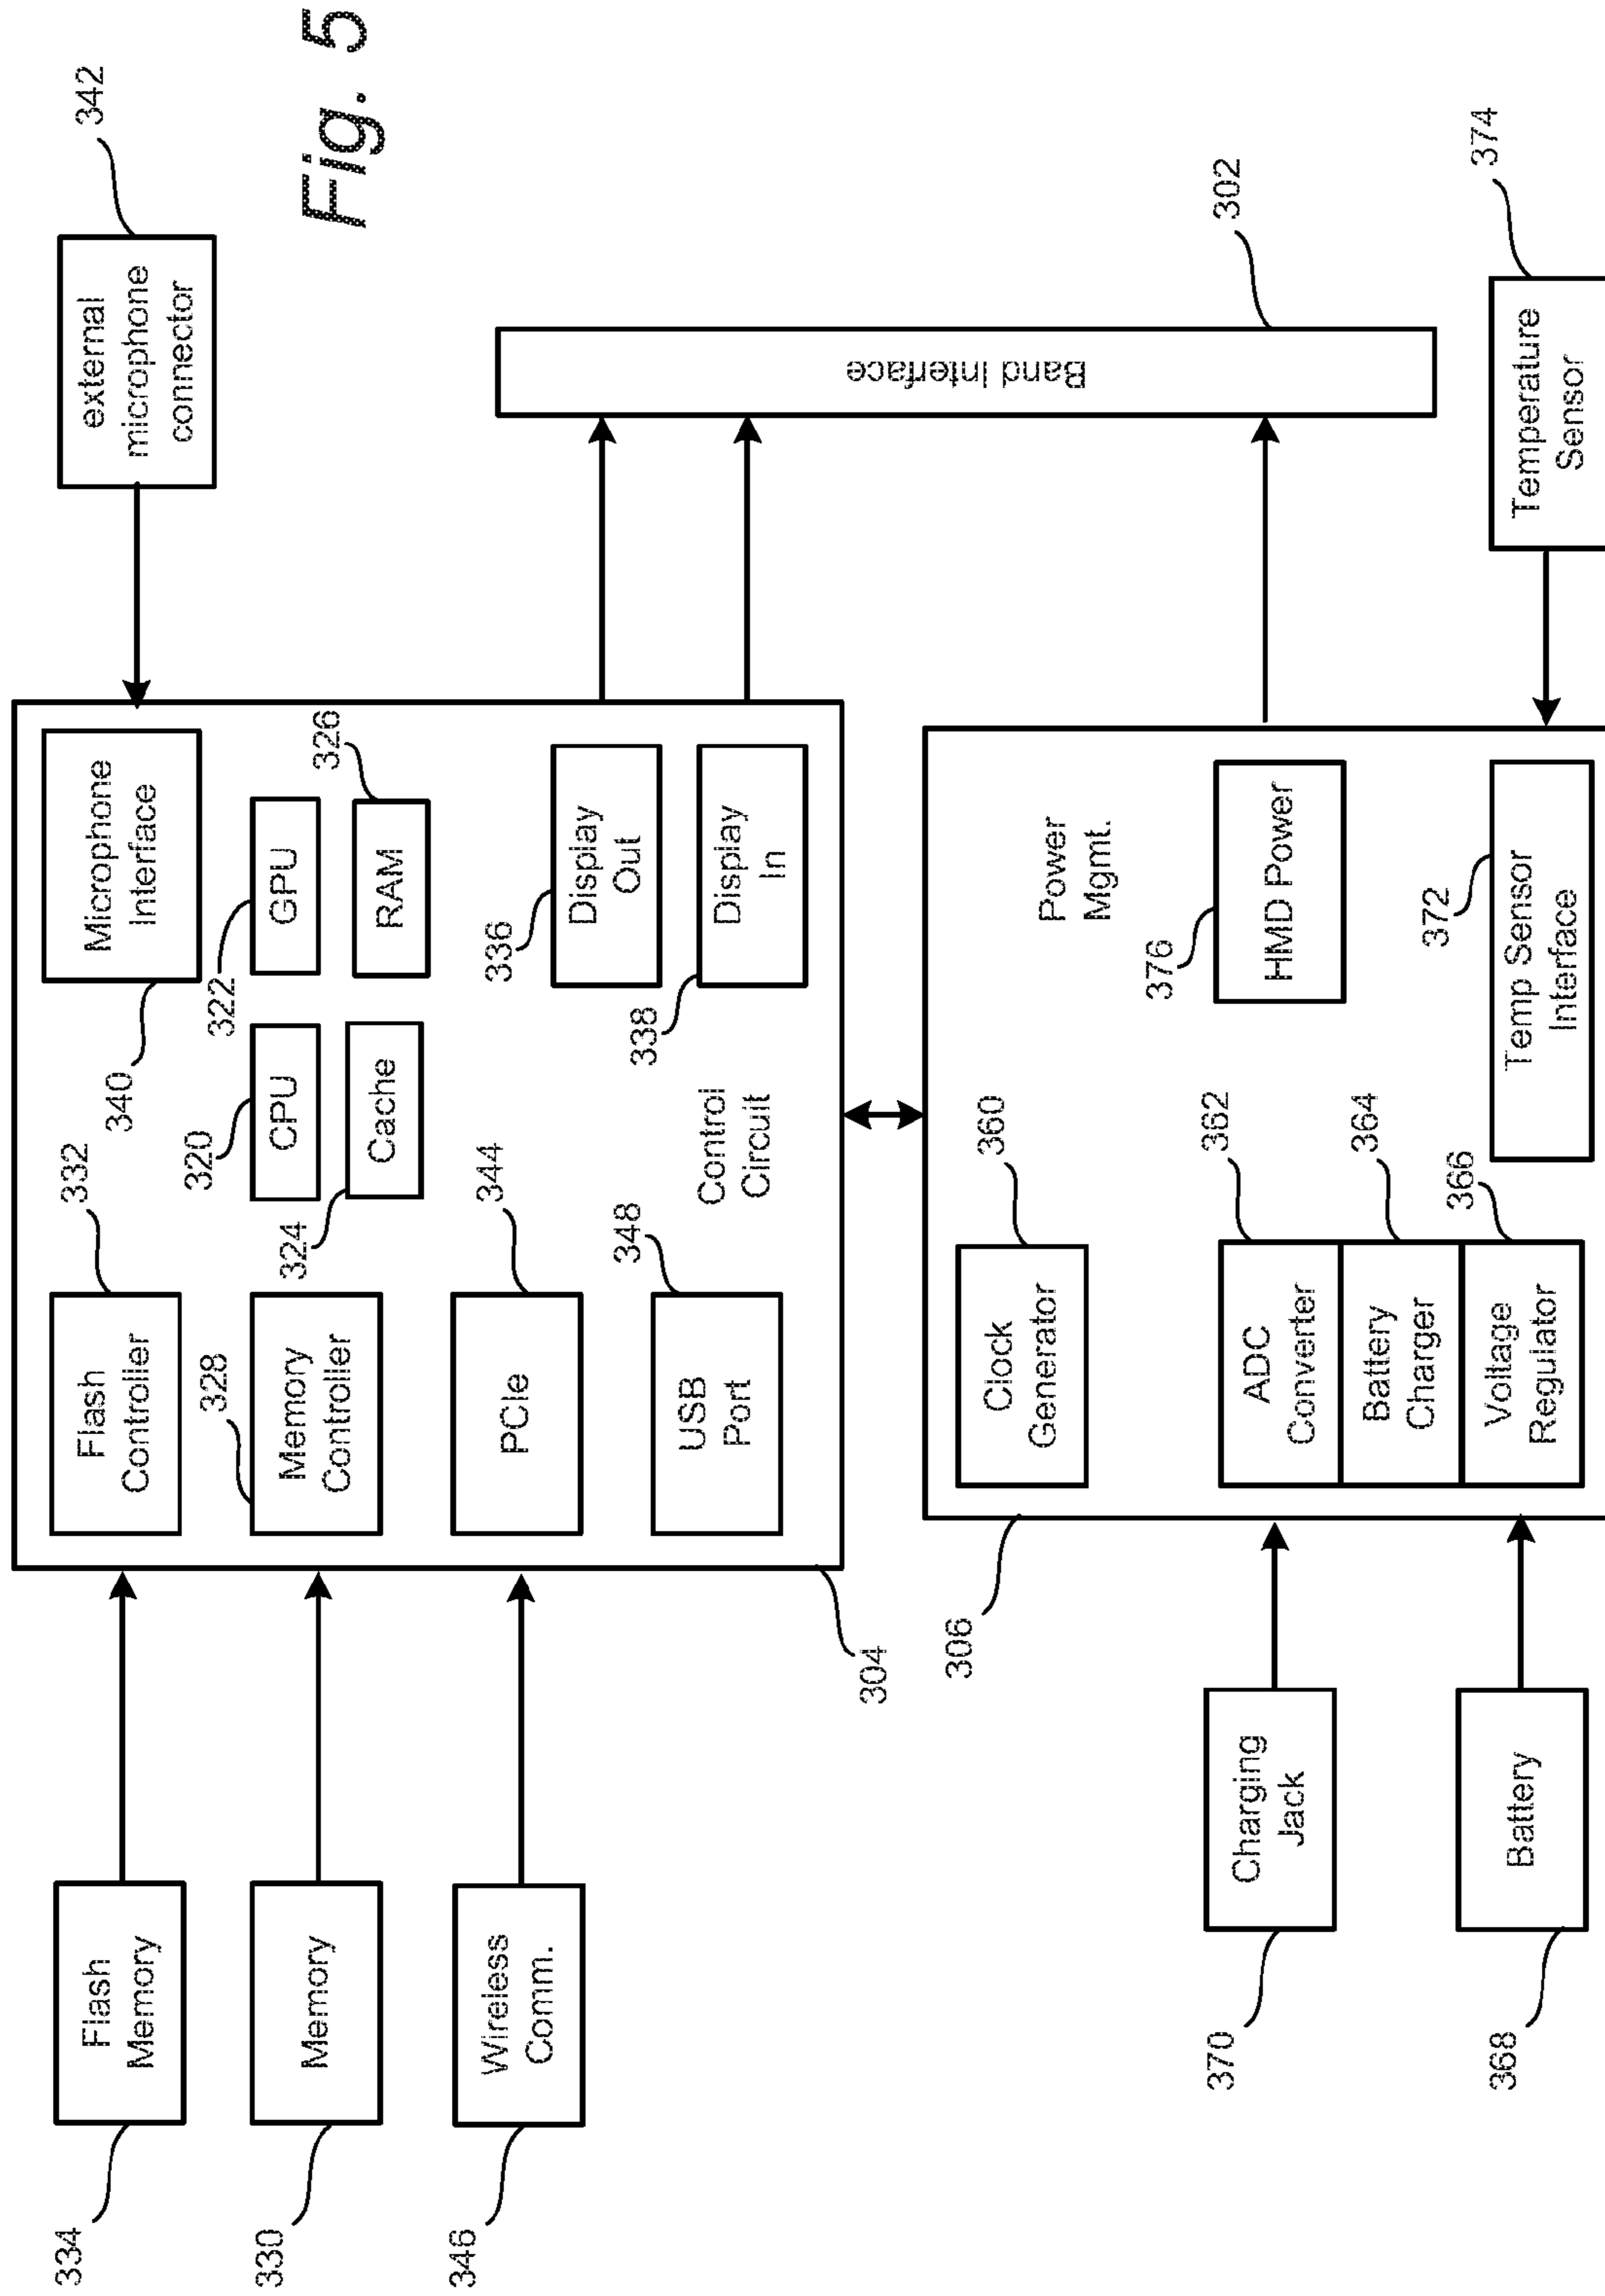 Fig. 5
342
external
microphone
connector
Microphone
Interface
340
332
Flash
Controller
334
Flash
Memory
322
GPU
320
CPU
328
Memory
Controller
330
Memory
326
RAM
324
Cache
344
PCIe
346
Wireless
Comm.
336
Display
Out
338
Display
In
348
USB
Port
Control
Circuit
304
302
Band Interface
306
Power
Mgmt.
360
Clock
Generator
376
HMD Power
362
ADC
Converter
364
Battery
Charger
366
Voltage
Regulator
370
Charging
Jack
368
Battery
372
Temp Sensor
Interface
374
Temperature
Sensor